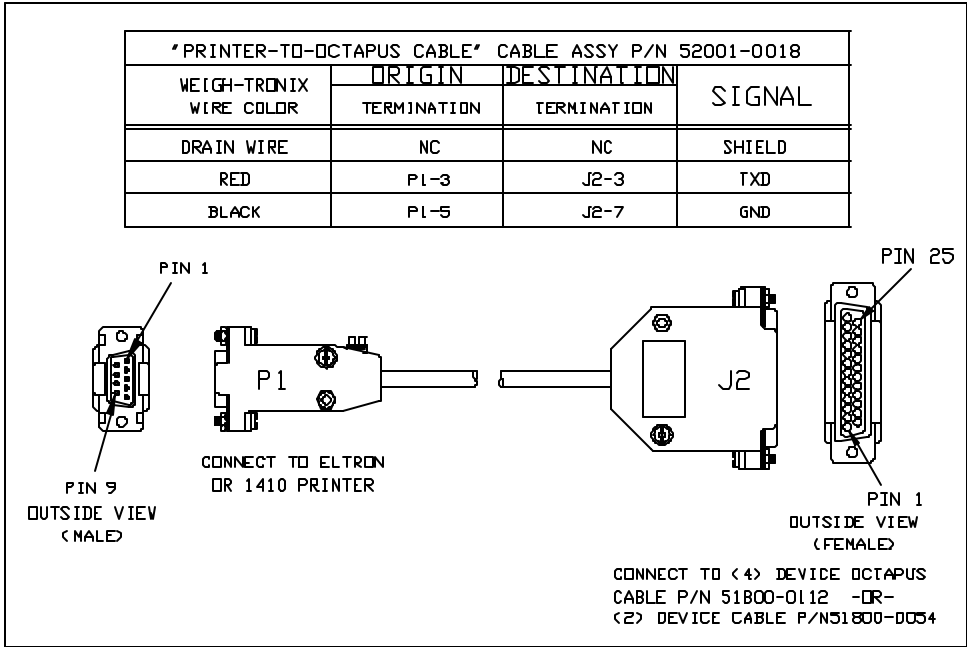 "PRINTER-TO-OCTAPUS CABLE" CABLE ASSY P/N 52001-0018
WEIGH-TRONIX WIRE COLOR
ORIGIN TERMINATION
DESTINATION TERMINATION
SIGNAL
DRAIN WIRE NC NC SHIELD
RED P1-3 J2-3 TXD
BLACK P1-5 J2-7 GND
PIN 1
PIN 25
P1
J2
CONNECT TO ELTRON
OR 1410 PRINTER
PIN 9
OUTSIDE VIEW
(MALE)
PIN 1
OUTSIDE VIEW
(FEMALE)
CONNECT TO (4) DEVICE OCTAPUS
CABLE P/N 51800-0112 -OR-
(2) DEVICE CABLE P/N51800-0054